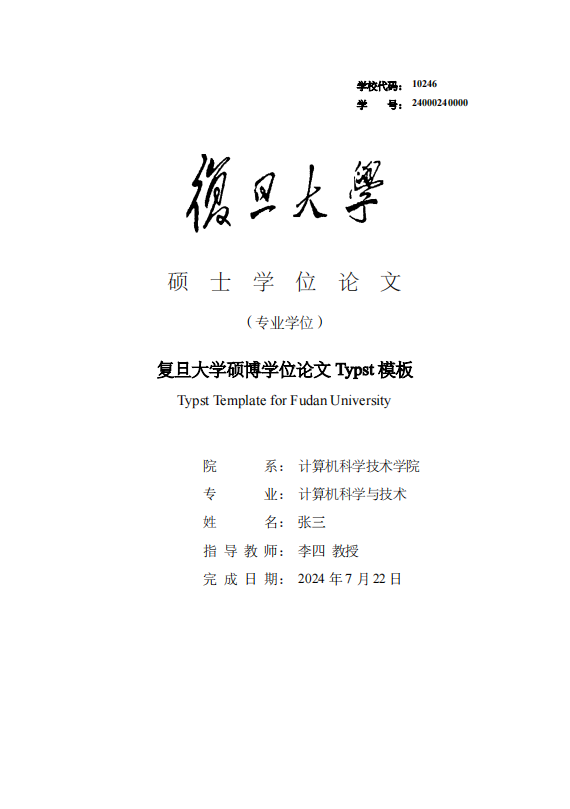 学校代码： 10246
学 号： 24000240000
復旦大學
硕 士 学 位 论 文
（专业学位）
复旦大学硕博学位论文 Typst 模板
Typst Template for Fudan University
院 系： 计算机科学技术学院
专 业： 计算机科学与技术
姓 名： 张三
指 导 教 师： 李四 教授
完 成 日 期： 2024 年 7 月 22 日